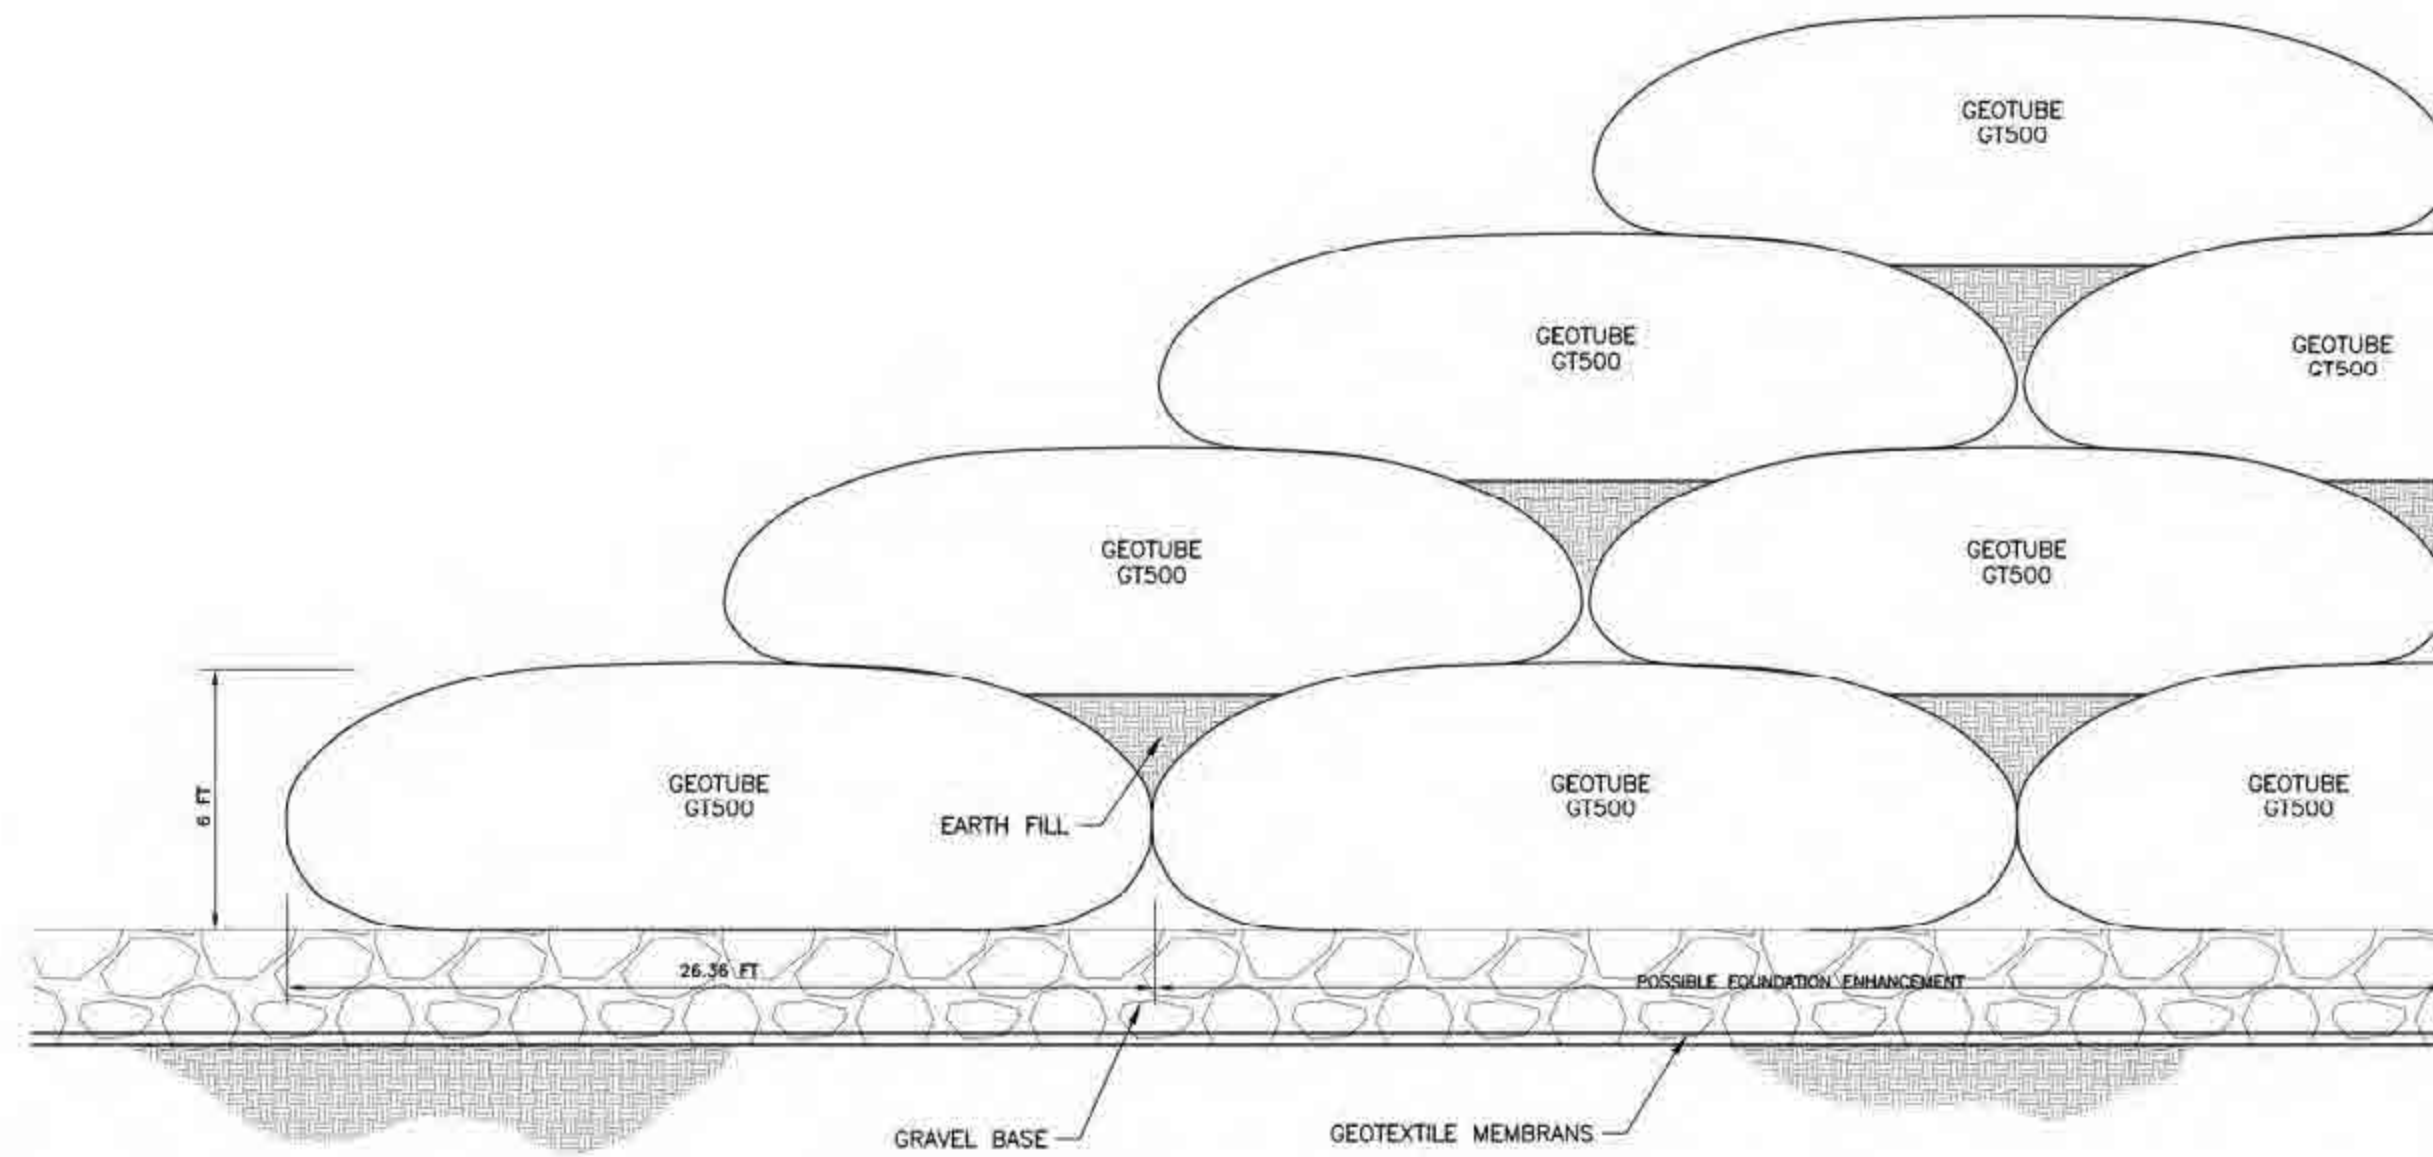 GEOTUBE
GT500
GEOTUBE
GT500
GEOTUBE
GT500
GEOTUBE
GT500
GEOTUBE
GT500
GEOTUBE
GT500
GEOTUBE
GT500
GEOTUBE
GT500
6 FT
EARTH FILL
26.36 FT
POSSIBLE FOUNDATION ENHANCEMENT
GRAVEL BASE
GEOTEXTILE MEMBRANS